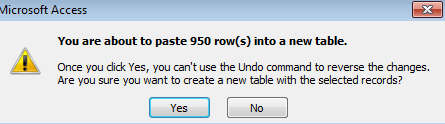 Microsoft Access
You are about to paste 950 row(s) into a new table.
Once you click Yes, you can't use the Undo command to reverse the changes.
Are you sure you want to create a new table with the selected records?
Yes No